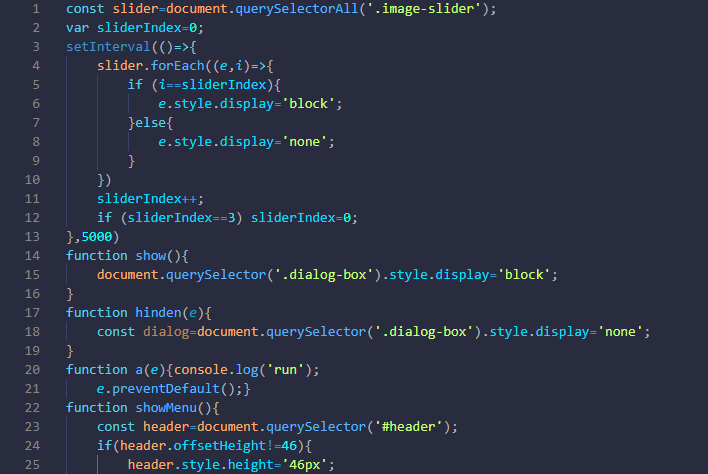 1 const slider=document.querySelectorAll('.image-slider');
2 var sliderIndex=0;
3 setInterval(()=>{
4 slider.forEach((e,i)=>{
5 if (i==sliderIndex){
6 e.style.display='block';
7 }else{
8 e.style.display='none';
9 }
10 })
11 sliderIndex++;
12 if (sliderIndex==3) sliderIndex=0;
13 },5000)
14 function show(){
15 document.querySelector('.dialog-box').style.display='block';
16 }
17 function hinden(e){
18 const dialog=document.querySelector('.dialog-box').style.display='none';
19 }
20 function a(e){console.log('run');
21 e.preventDefault();}
22 function showMenu(){
23 const header=document.querySelector('#header');
24 if(header.offsetHeight!=46){
25 header.style.height='46px';